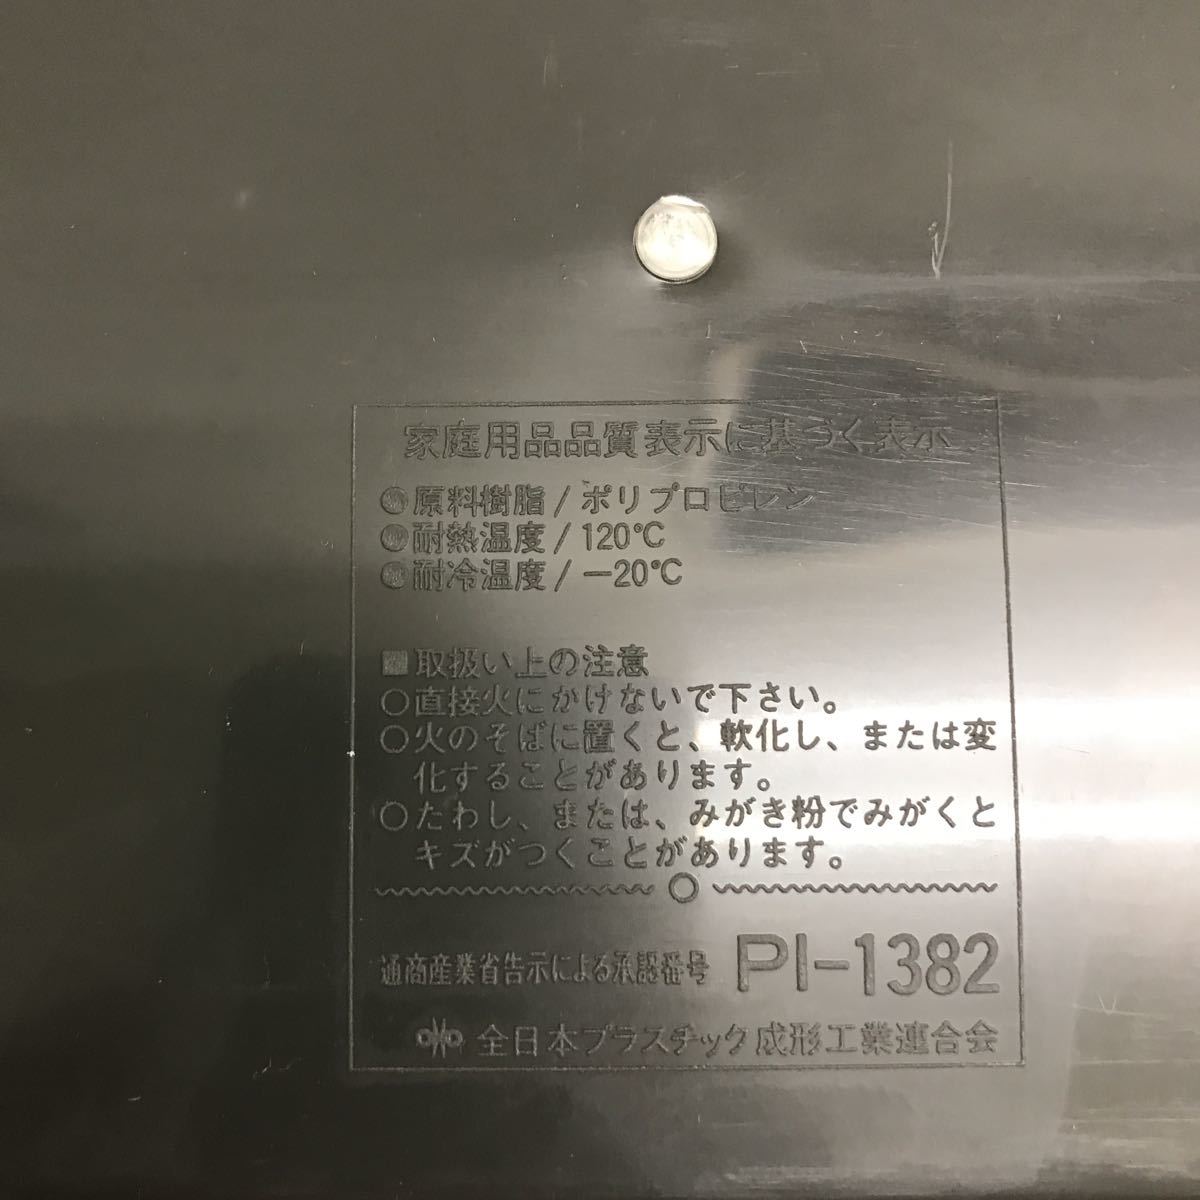 家庭用品品質表示に基づく表示
●原料樹脂/ポリプロピレン
●耐熱温度/120℃
●耐冷温度/−20℃
■取扱い上の注意
○直接火にかけないで下さい。
○火のそばに置くと、軟化し、または変
化することがあります。
○たわし、または、みがき粉でみがくと
キズがつくことがあります。
通商産業省告示による承認番号 PI-1382
全日本プラスチック成形工業連合会